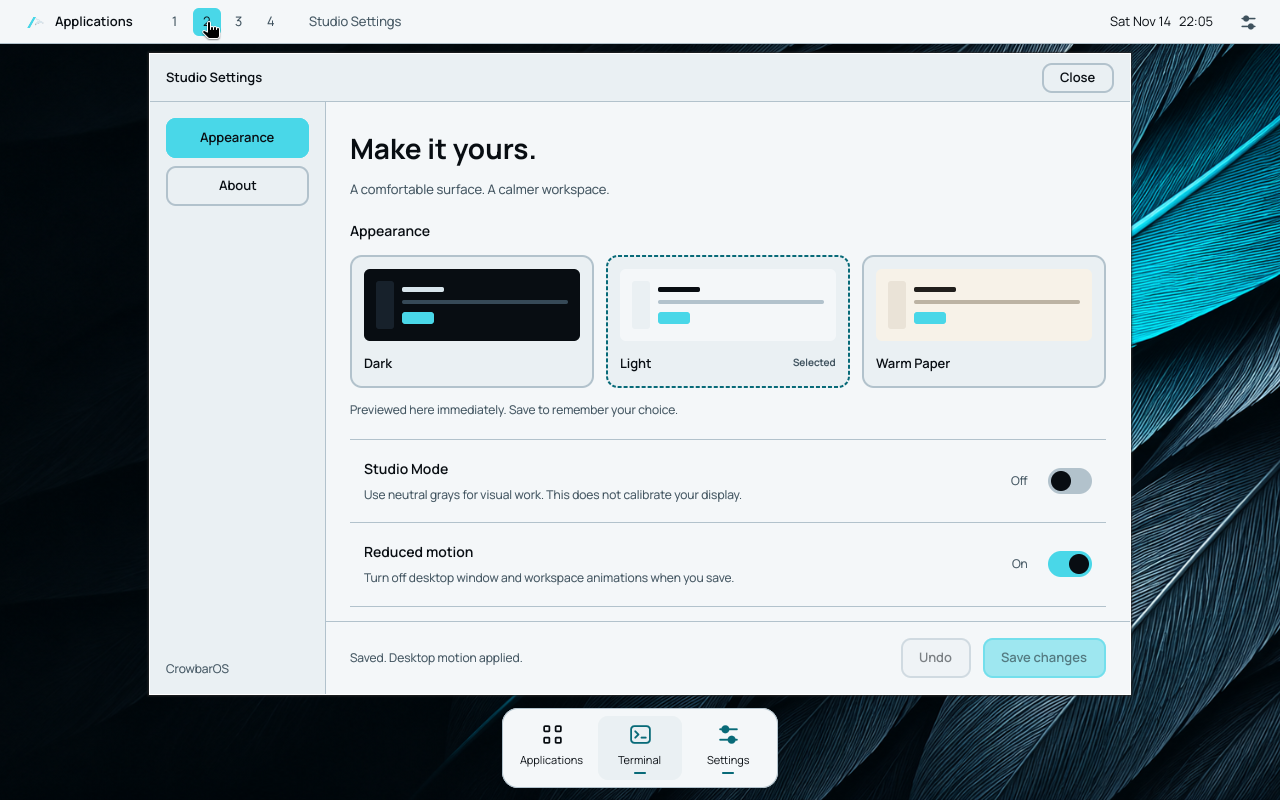 Applications 1 2 3 4 Studio Settings Sat Nov 14 22:05
Studio Settings Close
Appearance
About
Make it yours.
A comfortable surface. A calmer workspace.
Appearance
Dark
Light Selected
Warm Paper
Previewed here immediately. Save to remember your choice.
Studio Mode
Use neutral grays for visual work. This does not calibrate your display.
Off
Reduced motion
Turn off desktop window and workspace animations when you save.
On
CrowbarOS
Saved. Desktop motion applied.
Undo Save changes
Applications Terminal Settings